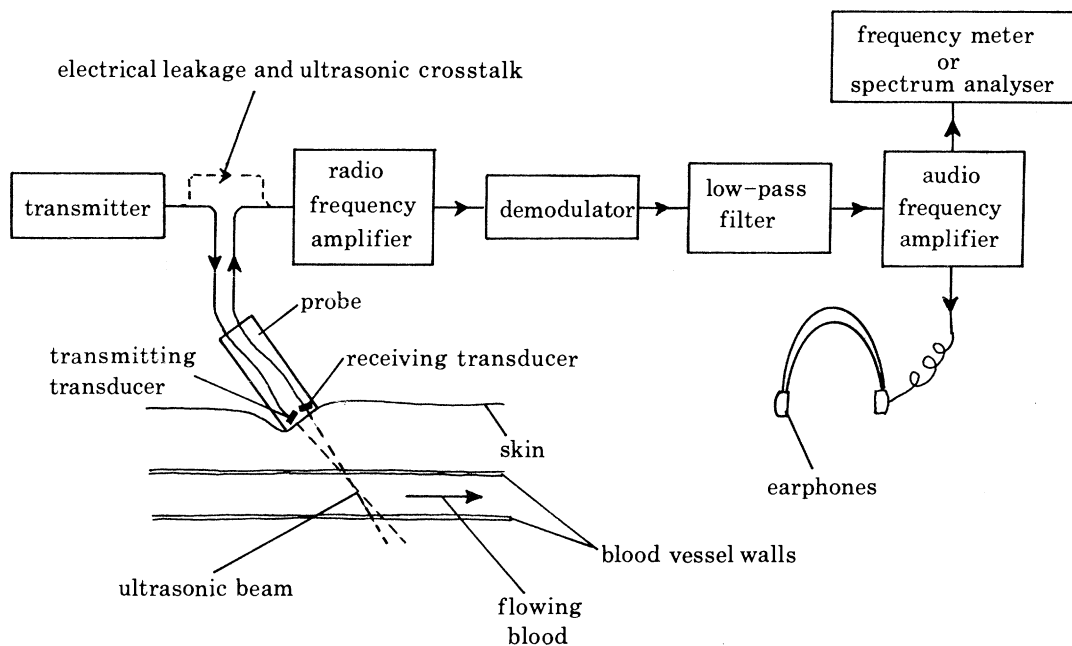 frequency meter
or
spectrum analyser
electrical leakage and ultrasonic crosstalk
transmitter
radio
frequency
amplifier
demodulator
low-pass
filter
audio
frequency
amplifier
probe
transmitting
transducer
receiving transducer
skin
earphones
blood vessel walls
ultrasonic beam
flowing
blood